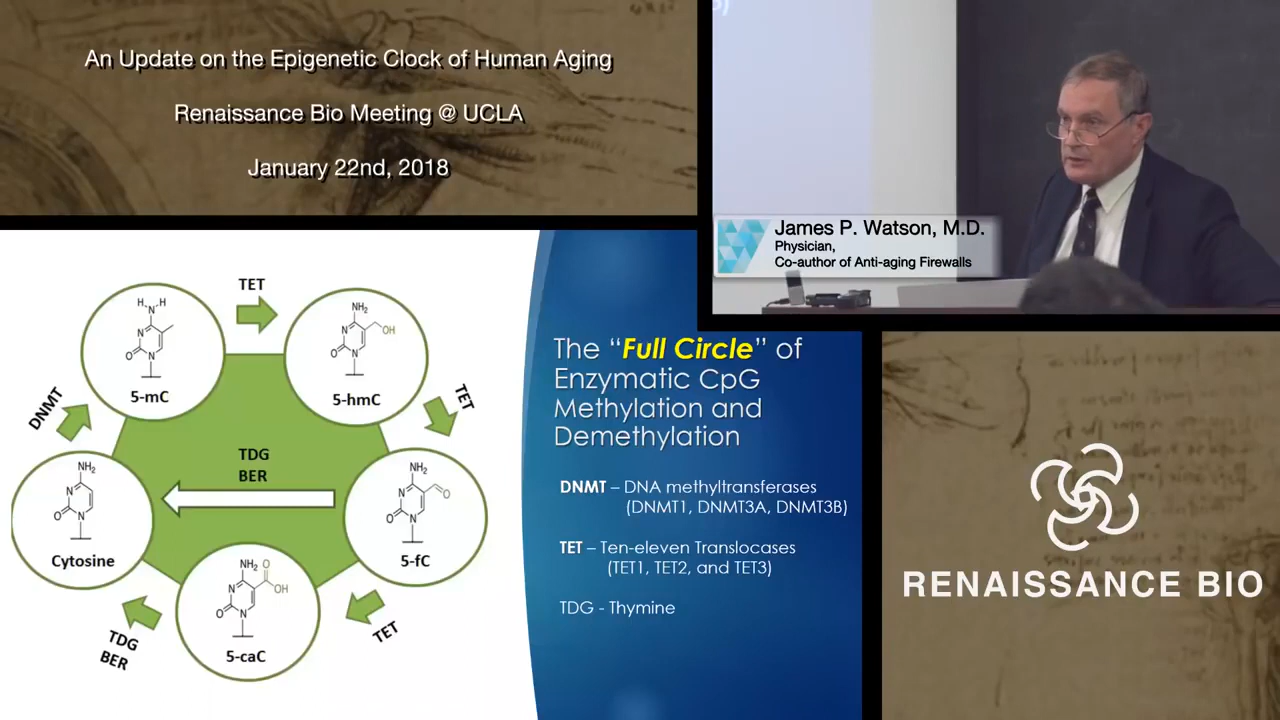 An Update on the Epigenetic Clock of Human Aging
Renaissance Bio Meeting @ UCLA
January 22nd, 2018
James P. Watson, M.D.
Physician,
Co-author of Anti-aging Firewalls
TET
H H
N
N
O
N
5-mC
NH₂
N
OH
O
N
5-hmC
DNMT
TET
TDG
BER
NH₂
N
O
N
Cytosine
NH₂
N
O
O
N
5-fC
NH₂
O
N
OH
O
N
5-caC
TDG
BER
TET
The “Full Circle” of
Enzymatic CpG
Methylation and
Demethylation
DNMT – DNA methyltransferases
(DNMT1, DNMT3A, DNMT3B)
TET – Ten-eleven Translocases
(TET1, TET2, and TET3)
TDG - Thymine
RENAISSANCE BIO